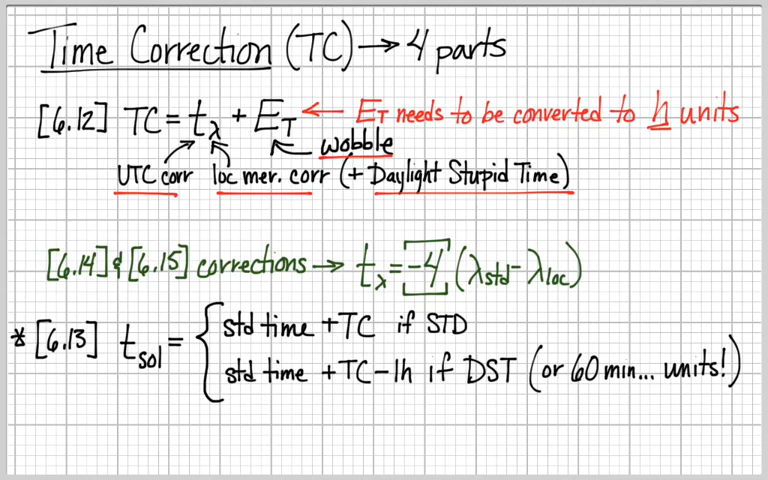 Time Correction (TC) → 4 parts
[6.12] TC = tλ + ET ← ET needs to be converted to h units
wobble
UTC corr loc mer. corr (+ Daylight Stupid Time)
[6.14] & [6.15] corrections → tλ = -4 (λstd - λloc)
* [6.13] tsol = { std time + TC if STD
std time + TC - 1h if DST (or 60 min... units!)